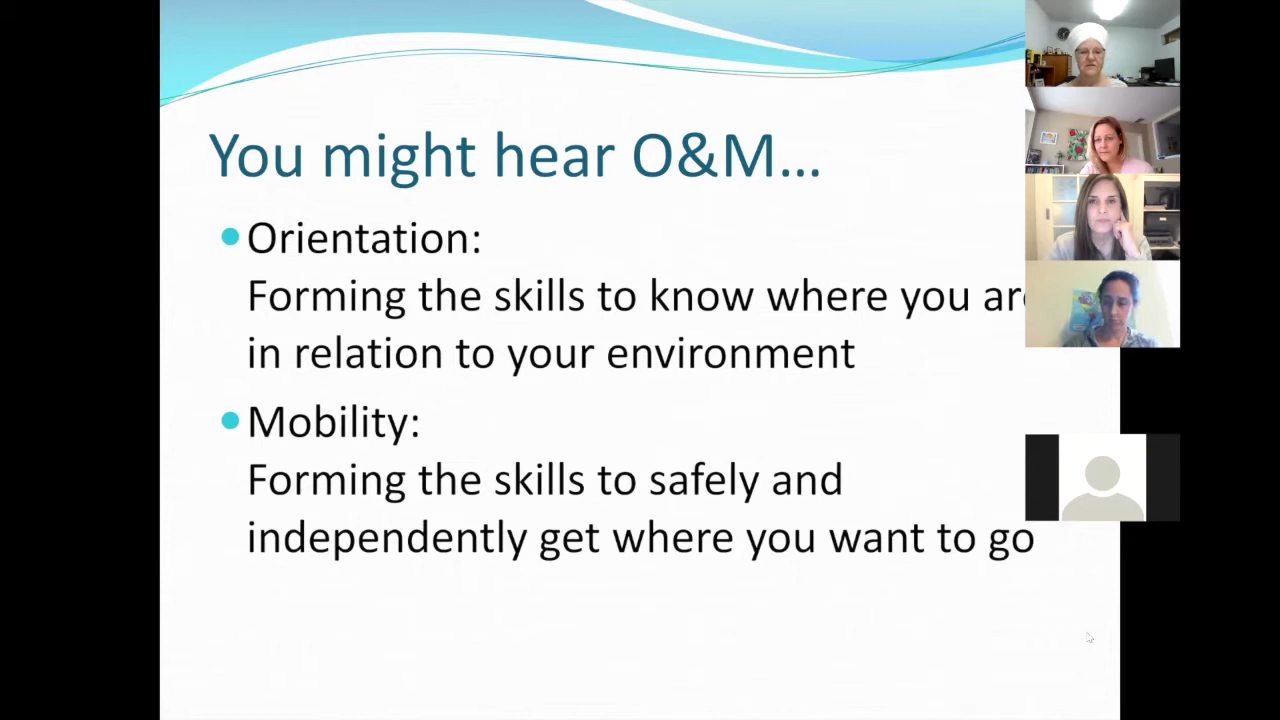 You might hear O&M...
Orientation:
Forming the skills to know where you are
in relation to your environment
Mobility:
Forming the skills to safely and
independently get where you want to go